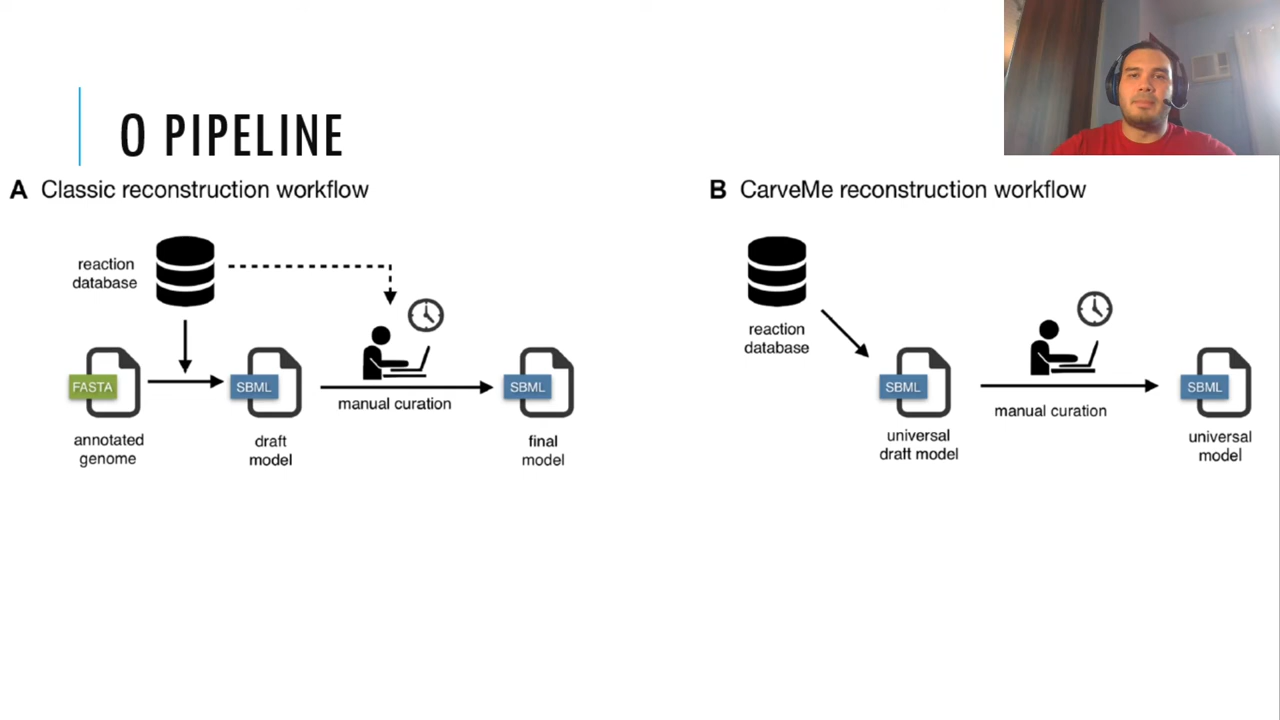 O PIPELINE
A Classic reconstruction workflow
reaction
database
FASTA
annotated
genome
SBML
draft
model
manual curation
SBML
final
model
B CarveMe reconstruction workflow
reaction
database
SBML
universal
draft model
manual curation
SBML
universal
model